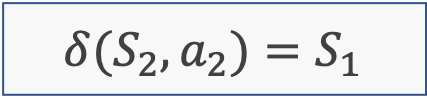 δ(S₂, a₂) = S₁